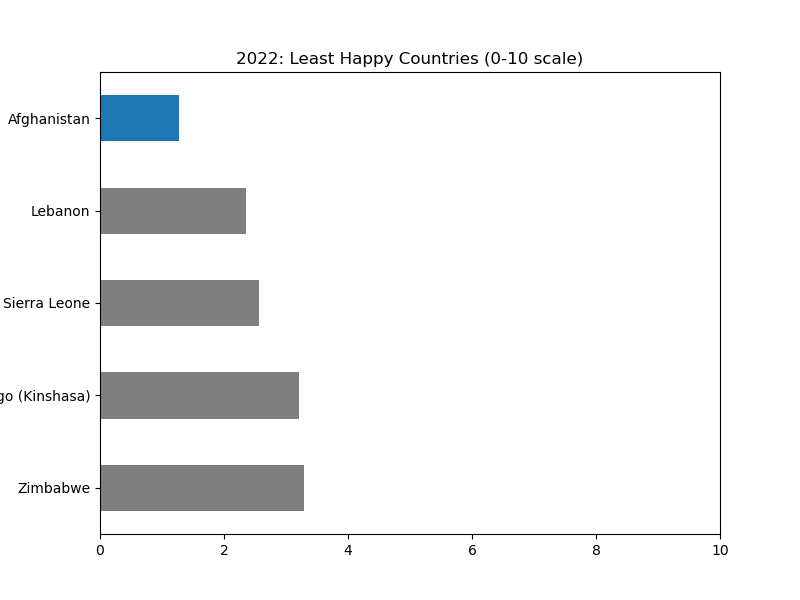 2022: Least Happy Countries (0-10 scale)
Afghanistan
Lebanon
Sierra Leone
go (Kinshasa)
Zimbabwe
0 2 4 6 8 10